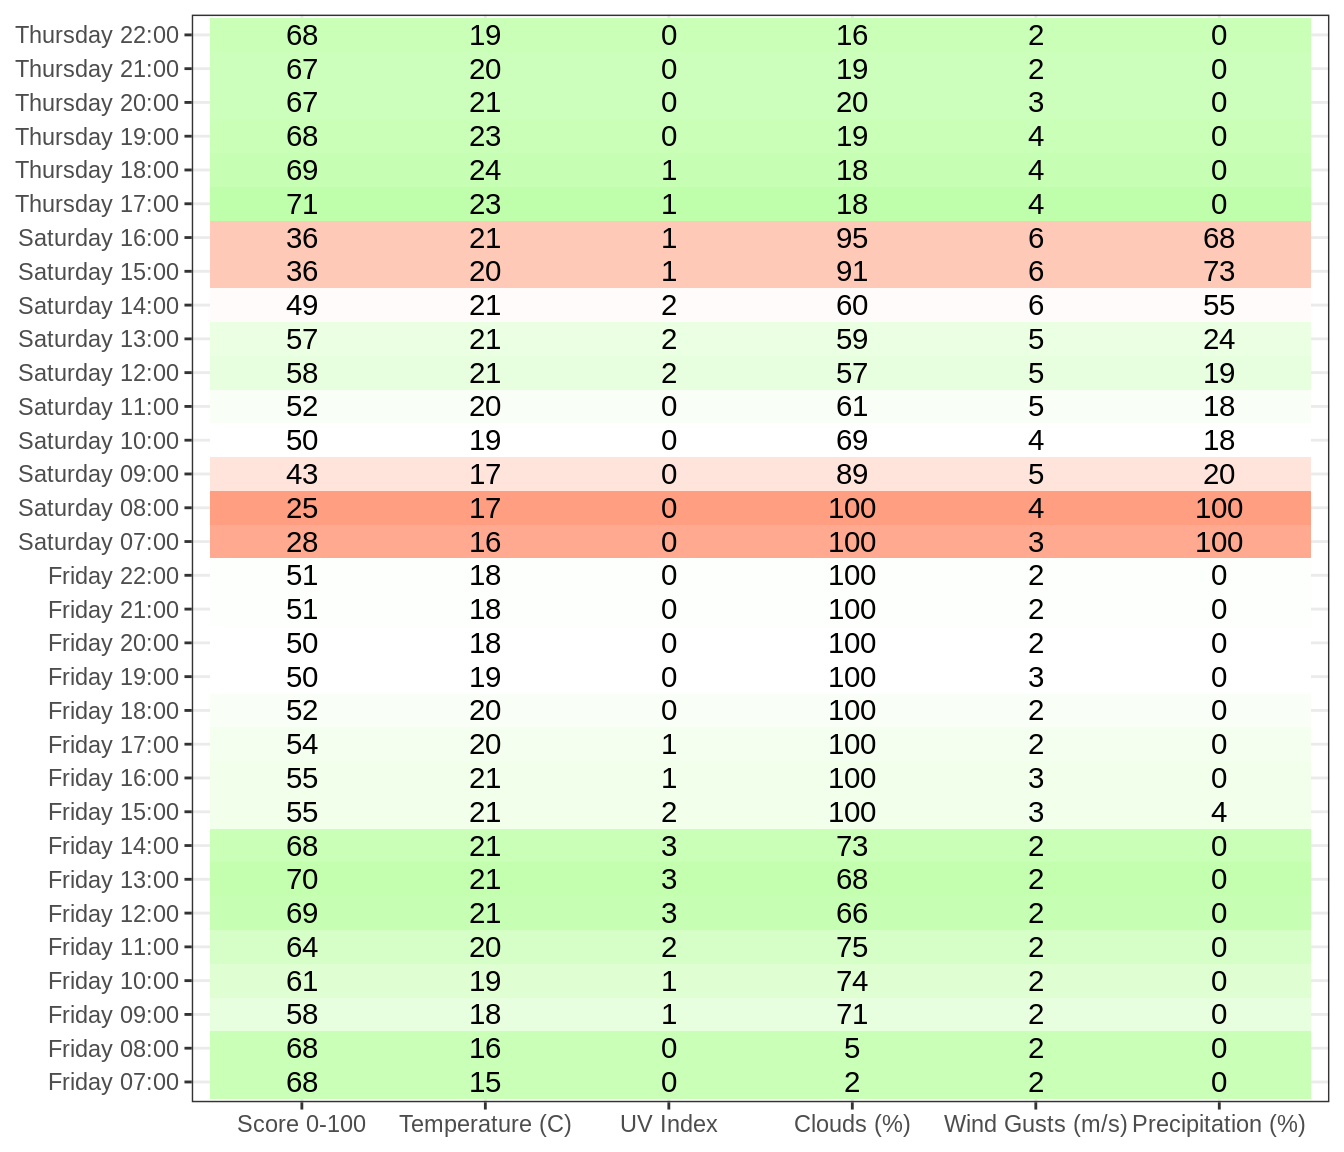 Thursday 22:00 68 19 0 16 2 0
Thursday 21:00 67 20 0 19 2 0
Thursday 20:00 67 21 0 20 3 0
Thursday 19:00 68 23 0 19 4 0
Thursday 18:00 69 24 1 18 4 0
Thursday 17:00 71 23 1 18 4 0
Saturday 16:00 36 21 1 95 6 68
Saturday 15:00 36 20 1 91 6 73
Saturday 14:00 49 21 2 60 6 55
Saturday 13:00 57 21 2 59 5 24
Saturday 12:00 58 21 2 57 5 19
Saturday 11:00 52 20 0 61 5 18
Saturday 10:00 50 19 0 69 4 18
Saturday 09:00 43 17 0 89 5 20
Saturday 08:00 25 17 0 100 4 100
Saturday 07:00 28 16 0 100 3 100
Friday 22:00 51 18 0 100 2 0
Friday 21:00 51 18 0 100 2 0
Friday 20:00 50 18 0 100 2 0
Friday 19:00 50 19 0 100 3 0
Friday 18:00 52 20 0 100 2 0
Friday 17:00 54 20 1 100 2 0
Friday 16:00 55 21 1 100 3 0
Friday 15:00 55 21 2 100 3 4
Friday 14:00 68 21 3 73 2 0
Friday 13:00 70 21 3 68 2 0
Friday 12:00 69 21 3 66 2 0
Friday 11:00 64 20 2 75 2 0
Friday 10:00 61 19 1 74 2 0
Friday 09:00 58 18 1 71 2 0
Friday 08:00 68 16 0 5 2 0
Friday 07:00 68 15 0 2 2 0
Score 0-100 Temperature (C) UV Index Clouds (%) Wind Gusts (m/s) Precipitation (%)